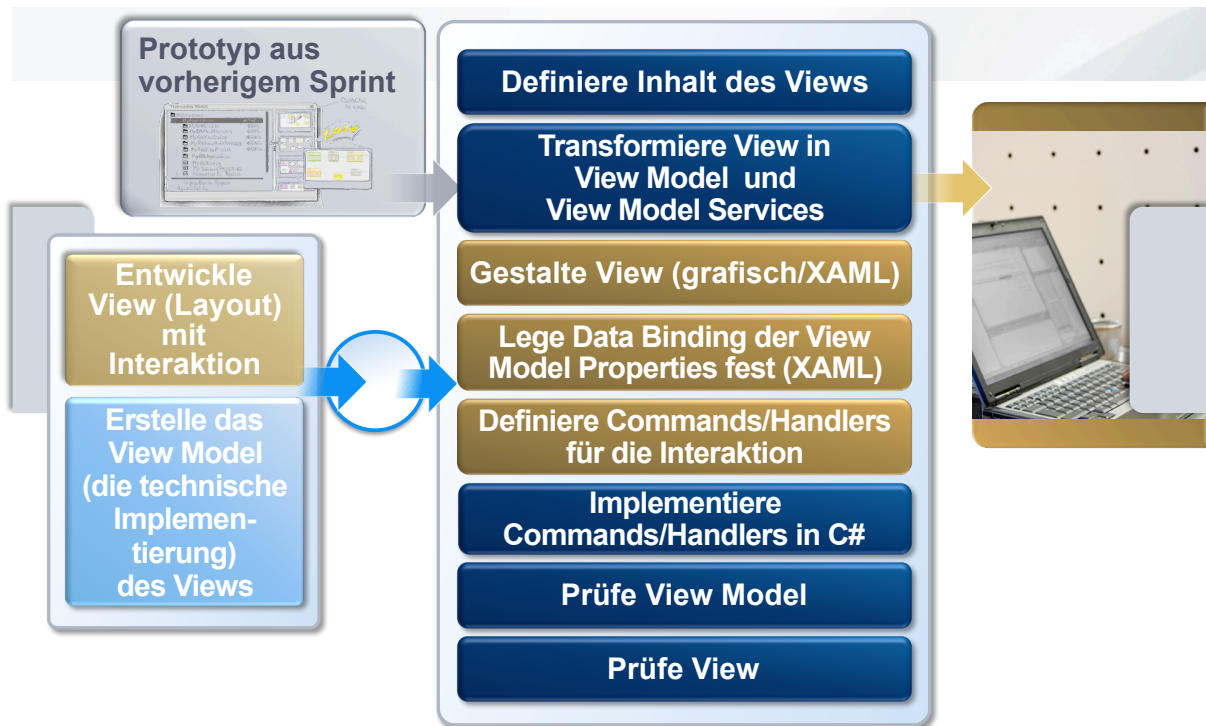 Prototyp aus
vorherigem Sprint
Entwickle
View (Layout)
mit
Interaktion
Erstelle das
View Model
(die technische
Implemen-
tierung)
des Views
Definiere Inhalt des Views
Transformiere View in
View Model und
View Model Services
Gestalte View (grafisch/XAML)
Lege Data Binding der View
Model Properties fest (XAML)
Definiere Commands/Handlers
für die Interaktion
Implementiere
Commands/Handlers in C#
Prüfe View Model
Prüfe View